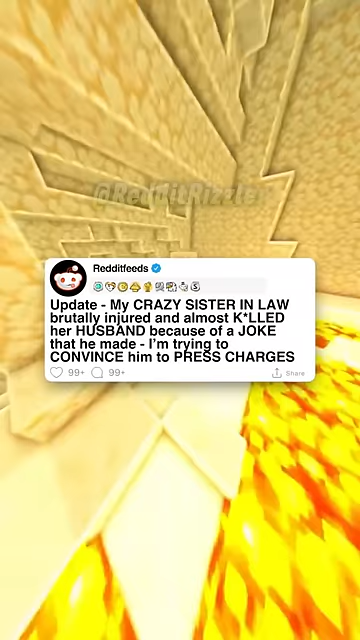 @RedditRizzler
Redditfeeds
Update - My CRAZY SISTER IN LAW
brutally injured and almost K*LLED
her HUSBAND because of a JOKE
that he made - I'm trying to
CONVINCE him to PRESS CHARGES
99+ 99+ Share